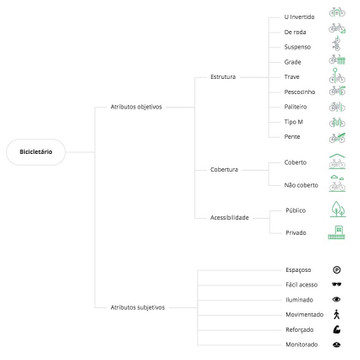 Bicicletário
Atributos objetivos
Estrutura
U Invertido
De roda
Suspenso
Grade
Trave
Pescocinho
Paliteiro
Tipo M
Pente
Cobertura
Coberto
Não coberto
Acessibilidade
Público
Privado
Atributos subjetivos
Espaçoso
Fácil acesso
Iluminado
Movimentado
Reforçado
Monitorado